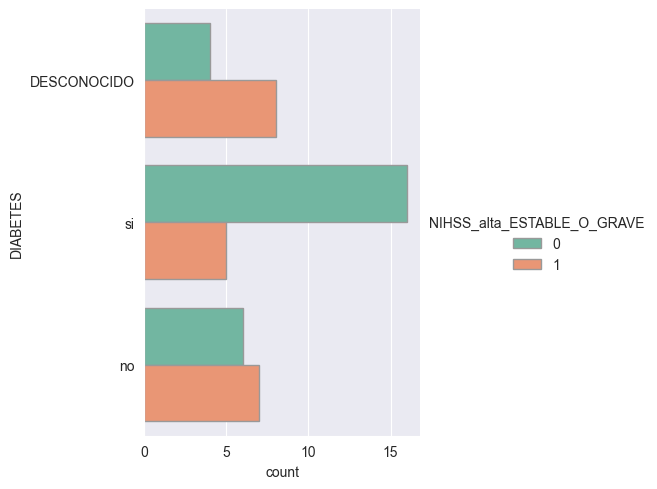 DESCONOCIDO
si
no
DIABETES
0
5
10
15
count
NIHSS_alta_ESTABLE_O_GRAVE
0
1